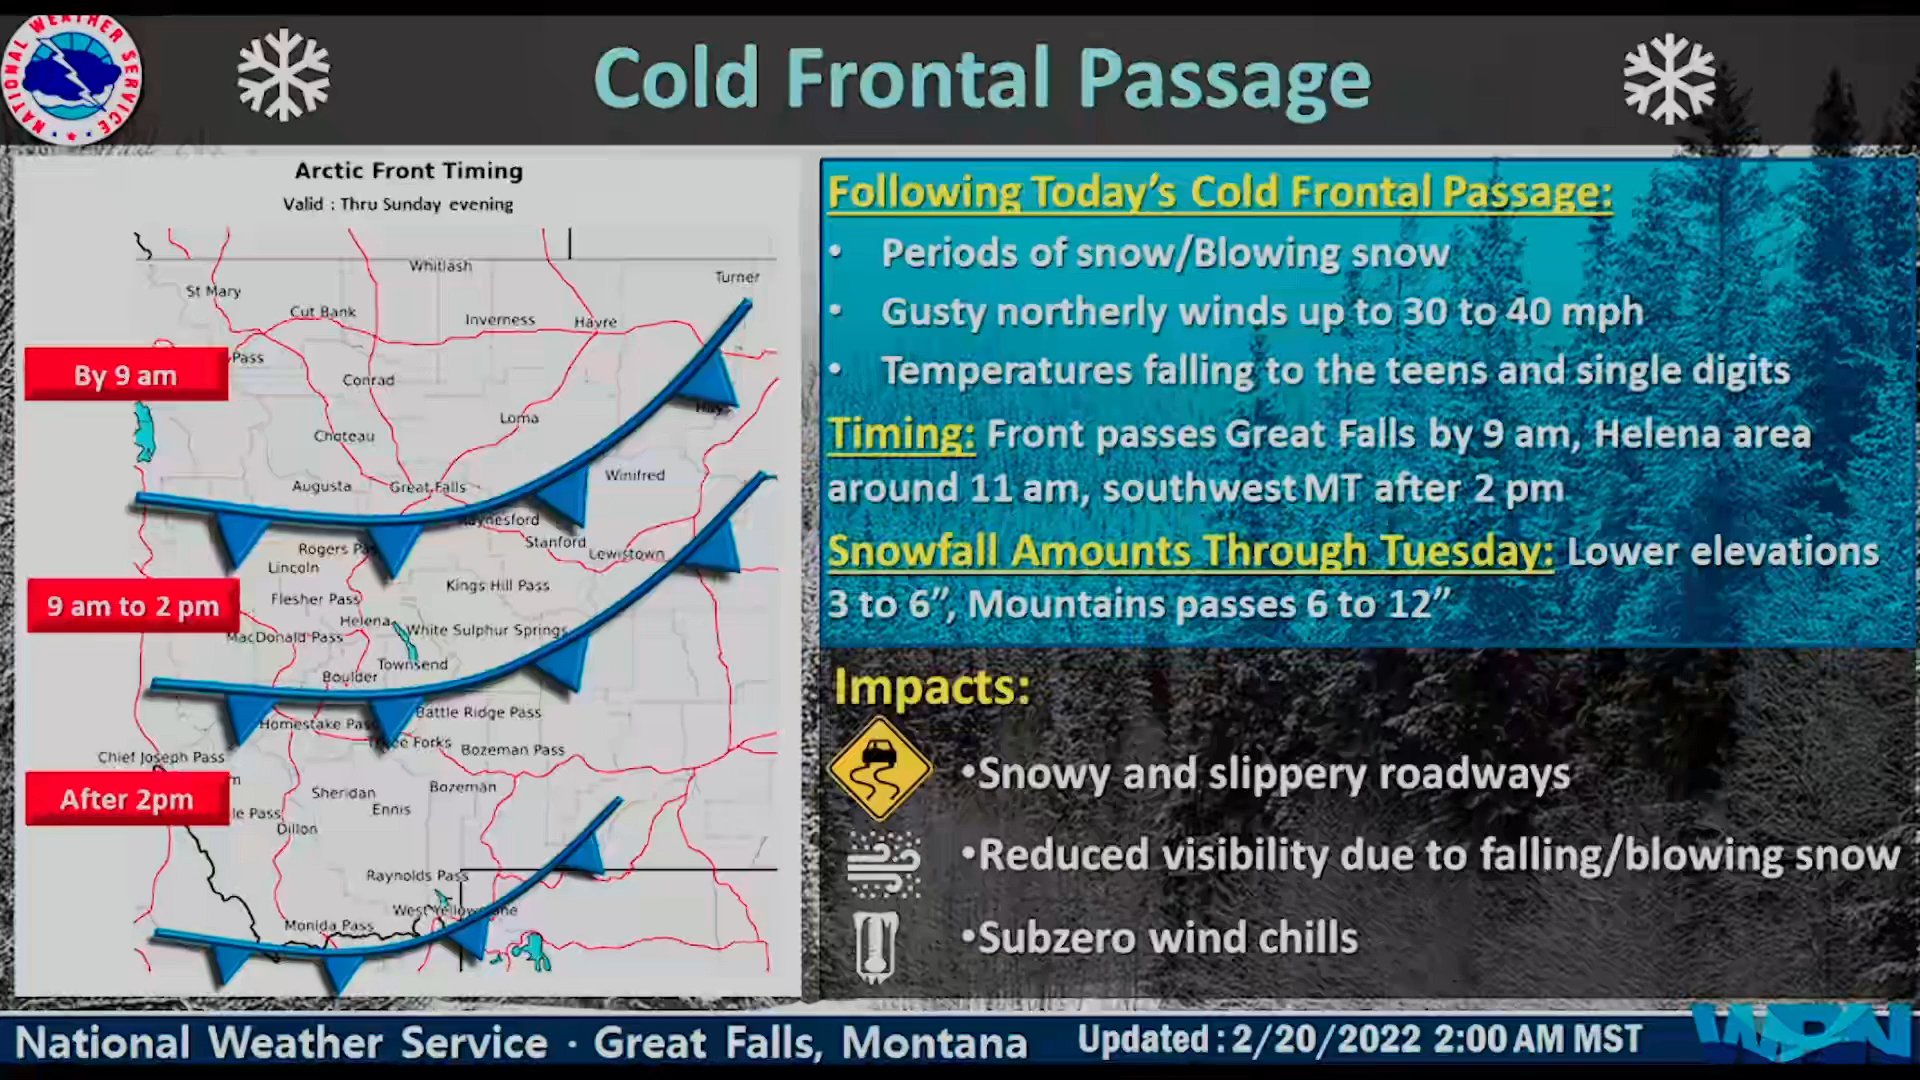 NATIONAL WEATHER SERVICE
Cold Frontal Passage
Arctic Front Timing
Valid : Thru Sunday evening
Whitlash
Turner
St Mary
Cut Bank
Inverness
Havre
Pass
By 9 am
Conrad
Loma
Choteau
Winifred
Augusta
Great Falls
Stanford
Lewistown
Rogers
Lincoln
Kings Hill Pass
Flesher Pass
9 am to 2 pm
Helena
White Sulphur Springs
MacDonald Pass
Townsend
Boulder
Battle Ridge Pass
Homestake Pass
Forks
Bozeman Pass
Chief Joseph Pass
After 2pm
Sheridan
Bozeman
Ennis
Pass
Dillon
Raynolds Pass
West
Monida Pass
Following Today's Cold Frontal Passage:
• Periods of snow/Blowing snow
• Gusty northerly winds up to 30 to 40 mph
• Temperatures falling to the teens and single digits
Timing: Front passes Great Falls by 9 am, Helena area
around 11 am, southwest MT after 2 pm
Snowfall Amounts Through Tuesday: Lower elevations
3 to 6”, Mountains passes 6 to 12”
Impacts:
•Snowy and slippery roadways
•Reduced visibility due to falling/blowing snow
•Subzero wind chills
National Weather Service · Great Falls, Montana
Updated : 2/20/2022 2:00 AM MST
WRN